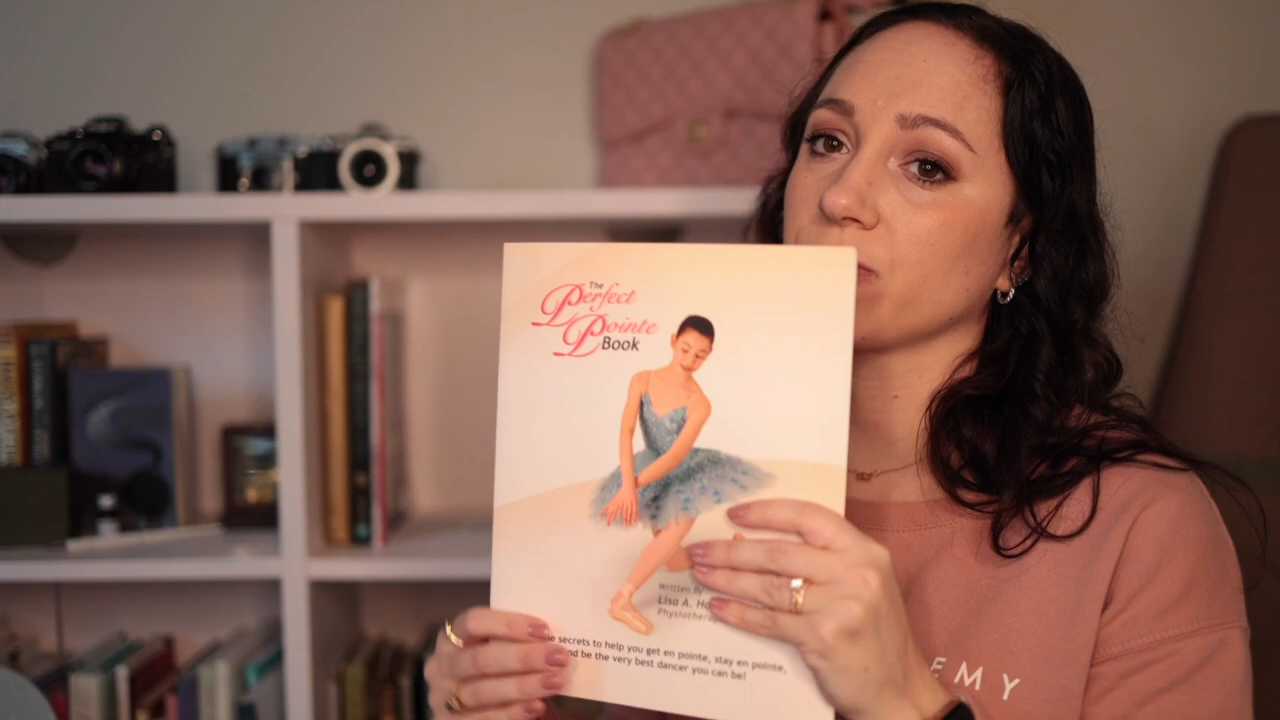 The
Perfect
Pointe
Book
Written By
Lisa A.
secrets to help you get en pointe, stay en pointe,
be the very best dancer you can be!
EMY